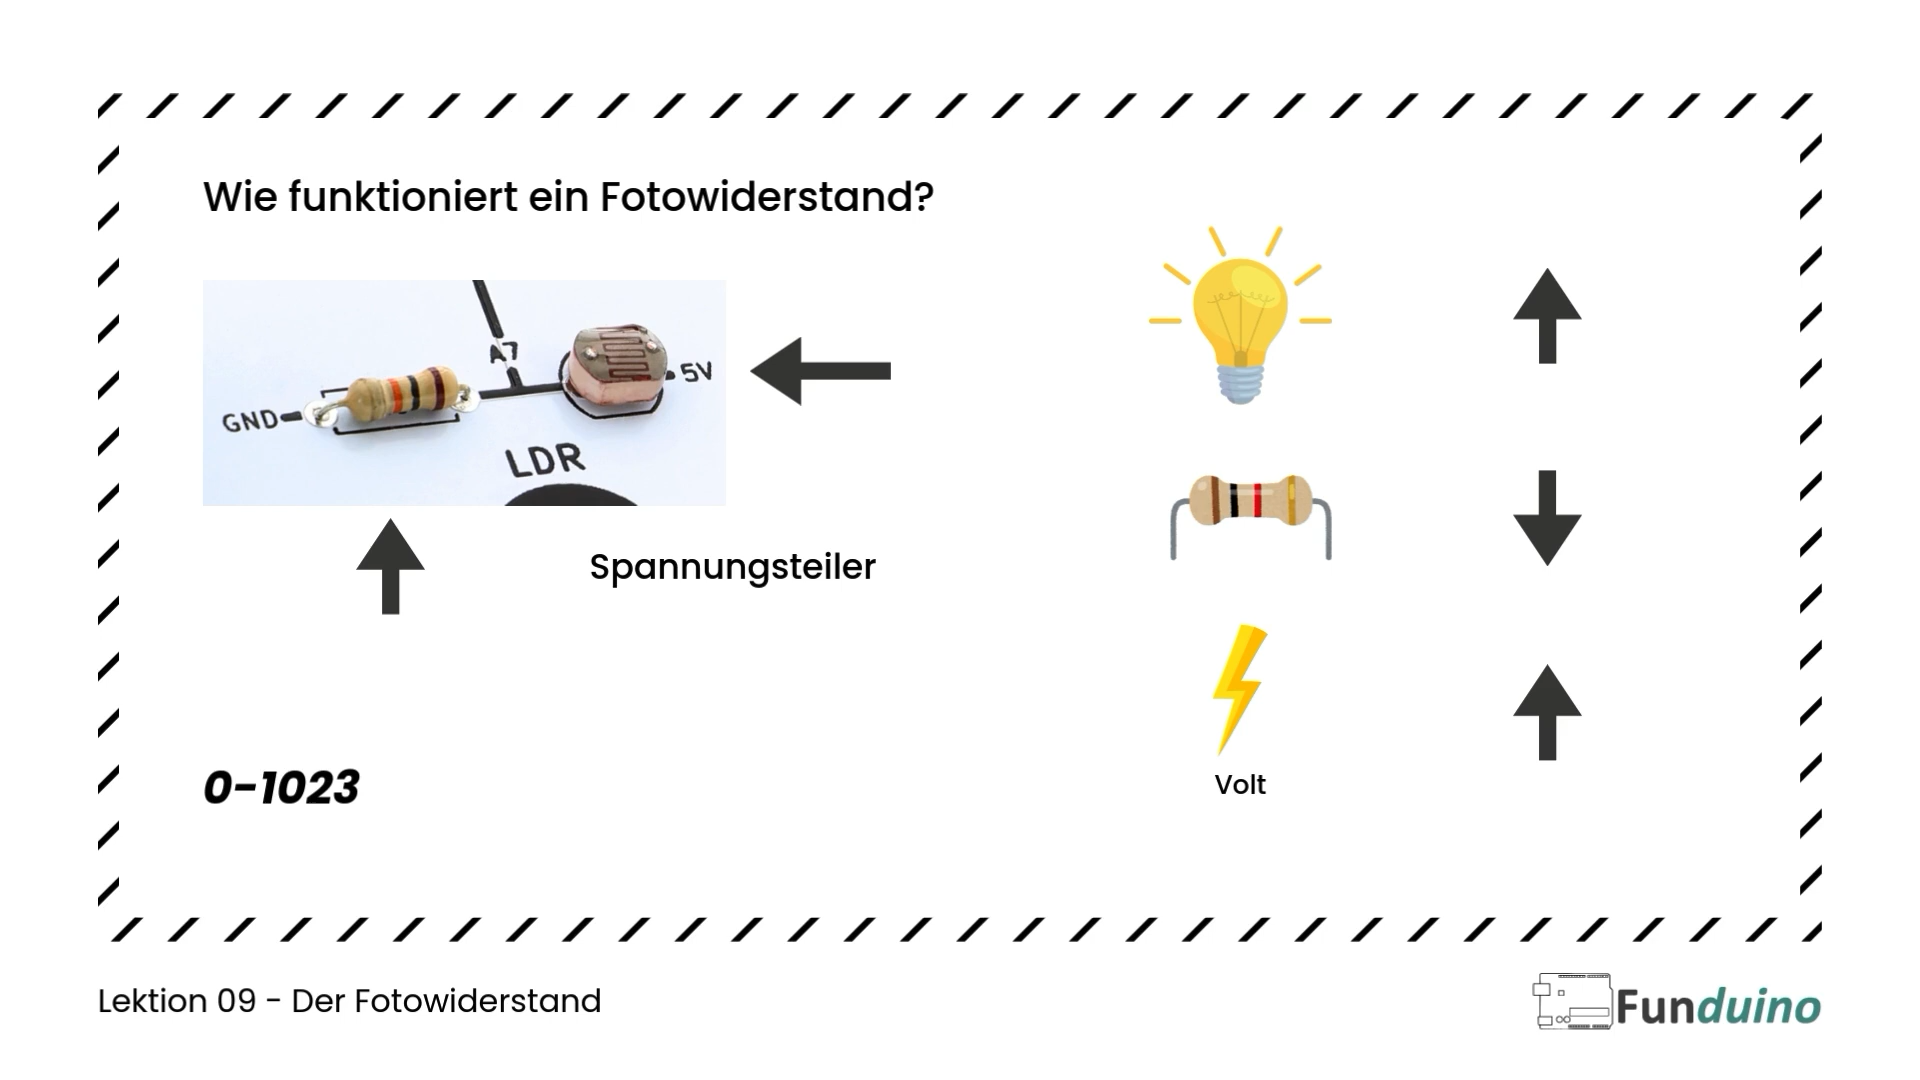 Wie funktioniert ein Fotowiderstand?
A7
5V
GND
LDR
Spannungsteiler
0-1023
Volt
Lektion 09 - Der Fotowiderstand
Funduino